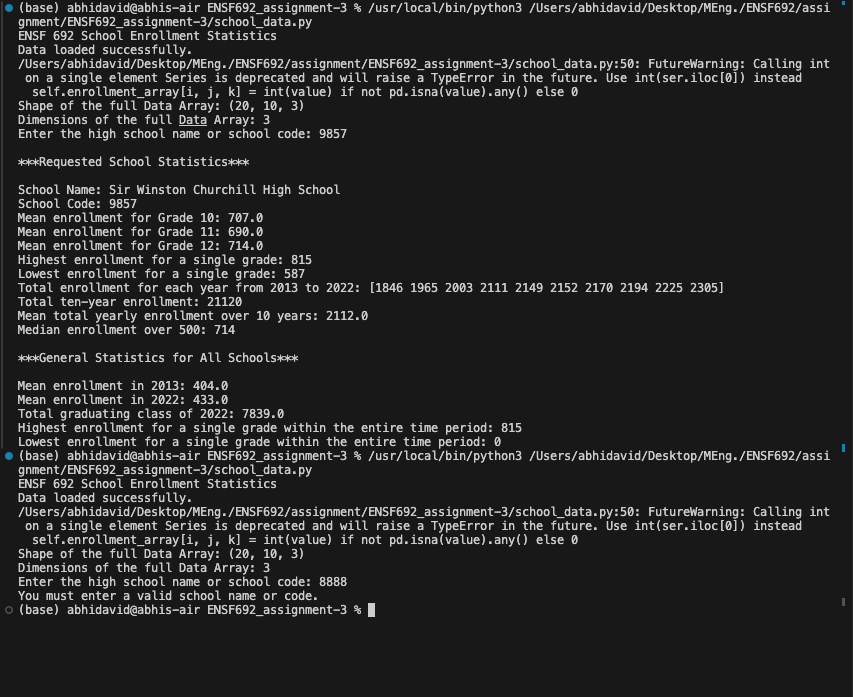 (base) abhidavid@abhis-air ENSF692_assignment-3 % /usr/local/bin/python3 /Users/abhidavid/Desktop/MEng./ENSF692/assi
gnment/ENSF692_assignment-3/school_data.py
ENSF 692 School Enrollment Statistics
Data loaded successfully.
/Users/abhidavid/Desktop/MEng./ENSF692/assignment/ENSF692_assignment-3/school_data.py:50: FutureWarning: Calling int
on a single element Series is deprecated and will raise a TypeError in the future. Use int(ser.iloc[0]) instead
self.enrollment_array[i, j, k] = int(value) if not pd.isna(value).any() else 0
Shape of the full Data Array: (20, 10, 3)
Dimensions of the full Data Array: 3
Enter the high school name or school code: 9857
***Requested School Statistics***
School Name: Sir Winston Churchill High School
School Code: 9857
Mean enrollment for Grade 10: 707.0
Mean enrollment for Grade 11: 690.0
Mean enrollment for Grade 12: 714.0
Highest enrollment for a single grade: 815
Lowest enrollment for a single grade: 587
Total enrollment for each year from 2013 to 2022: [1846 1965 2003 2111 2149 2152 2170 2194 2225 2305]
Total ten-year enrollment: 21120
Mean total yearly enrollment over 10 years: 2112.0
Median enrollment over 500: 714
***General Statistics for All Schools***
Mean enrollment in 2013: 404.0
Mean enrollment in 2022: 433.0
Total graduating class of 2022: 7839.0
Highest enrollment for a single grade within the entire time period: 815
Lowest enrollment for a single grade within the entire time period: 0
(base) abhidavid@abhis-air ENSF692_assignment-3 % /usr/local/bin/python3 /Users/abhidavid/Desktop/MEng./ENSF692/assi
gnment/ENSF692_assignment-3/school_data.py
ENSF 692 School Enrollment Statistics
Data loaded successfully.
/Users/abhidavid/Desktop/MEng./ENSF692/assignment/ENSF692_assignment-3/school_data.py:50: FutureWarning: Calling int
on a single element Series is deprecated and will raise a TypeError in the future. Use int(ser.iloc[0]) instead
self.enrollment_array[i, j, k] = int(value) if not pd.isna(value).any() else 0
Shape of the full Data Array: (20, 10, 3)
Dimensions of the full Data Array: 3
Enter the high school name or school code: 8888
You must enter a valid school name or code.
(base) abhidavid@abhis-air ENSF692_assignment-3 %